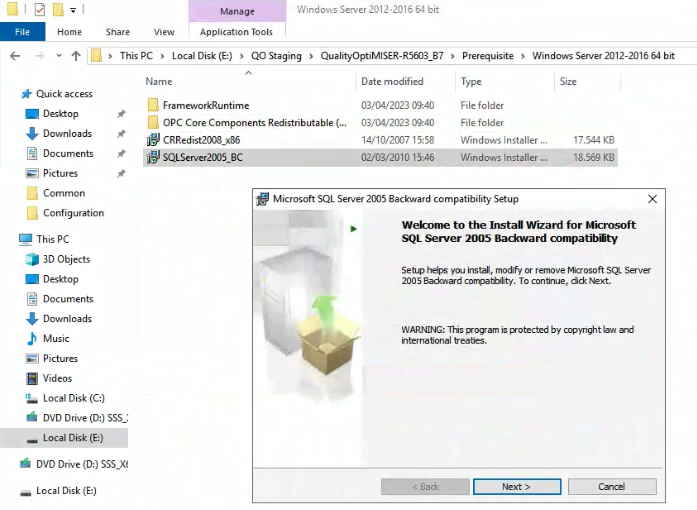 Manage
Windows Server 2012-2016 64 bit
File
Home
Share
View
Application Tools
This PC > Local Disk (E:) > QO Staging > QualityOptiMISER-R5603_B7 > Prerequisite > Windows Server 2012-2016 64 bit
Name
Date modified
Type
Size
Quick access
Desktop
Downloads
Documents
Pictures
Common
Configuration
This PC
3D Objects
Desktop
Documents
Downloads
Music
Pictures
Videos
Local Disk (C:)
DVD Drive (D:) SSS_
Local Disk (E:)
DVD Drive (D:) SSS_X6
Local Disk (E:)
FrameworkRuntime 03/04/2023 09:40 File folder
OPC Core Components Redistributable (... 03/04/2023 09:40 File folder
CRRedist2008_x86 14/10/2007 15:58 Windows Installer ... 17.544 KB
SQLServer2005_BC 02/03/2010 15:46 Windows Installer ... 18.569 KB
Microsoft SQL Server 2005 Backward compatibility Setup
Welcome to the Install Wizard for Microsoft
SQL Server 2005 Backward compatibility
Setup helps you install, modify or remove Microsoft SQL Server
2005 Backward compatibility. To continue, click Next.
WARNING: This program is protected by copyright law and
international treaties.
< Back
Next >
Cancel